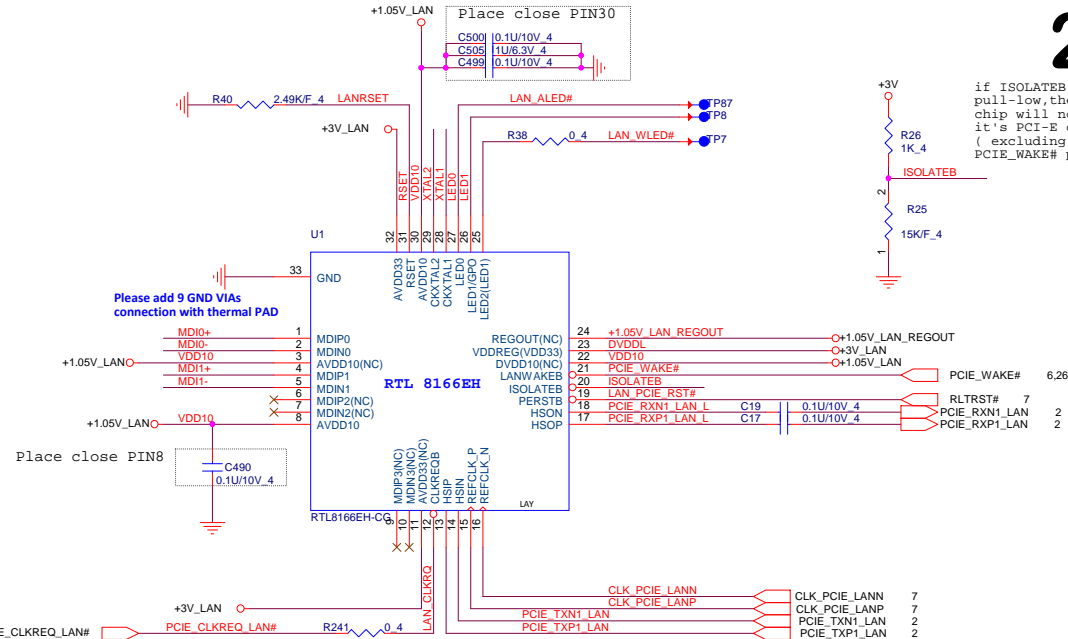 +1.05V_LAN
Place close PIN30
C500 0.1U/10V_4
C505 1U/6.3V_4
C499 0.1U/10V_4
R40 2.49K/F_4 LANRSET
+3V_LAN
LAN_ALED#
TP87
TP8
R38 0_4 LAN_WLED#
TP7
+3V
R26
1K_4
ISOLATEB
2
R25
15K/F_4
1
if ISOLATEB
pull-low,the
chip will
it's PCI-E
( excluding
PCIE_WAKE#
RSET
VDD10
XTAL2
XTAL1
LED0
LED1
U1
32
31
30
29
28
27
26
25
AVDD33
RSET
AVDD10
CKXTAL2
CKXTAL1
LED0
LED1/GPO
LED2(LED1)
33 GND
Please add 9 GND VIAs
connection with thermal PAD
MDI0+ 1 MDIP0
MDI0- 2 MDIN0
+1.05V_LAN VDD10 3 AVDD10(NC)
MDI1+ 4 MDIP1
MDI1- 5 MDIN1
6 MDIP2(NC)
7 MDIN2(NC)
+1.05V_LAN VDD10 8 AVDD10
RTL 8166EH
REGOUT(NC) 24 +1.05V_LAN_REGOUT +1.05V_LAN_REGOUT
VDDREG(VDD33) 23 DVDDL +3V_LAN
DVDD10(NC) 22 VDD10 +1.05V_LAN
LANWAKEB 21 PCIE_WAKE# PCIE_WAKE# 6,26
ISOLATEB 20 ISOLATEB
PERSTB 19 LAN_PCIE_RST# RLTRST# 7
HSON 18 PCIE_RXN1_LAN_L C19 0.1U/10V_4 PCIE_RXN1_LAN 2
HSOP 17 PCIE_RXP1_LAN_L C17 0.1U/10V_4 PCIE_RXP1_LAN 2
Place close PIN8
C490
0.1U/10V_4
MDIP3(NC)
MDIN3(NC)
AVDD33(NC)
CLKREQB
HSIP
HSIN
REFCLK_P
REFCLK_N
LAY
RTL8166EH-CG
9
10
11
12
13
14
15
16
LAN_CLKRQ
CLK_PCIE_LANN CLK_PCIE_LANN 7
CLK_PCIE_LANP CLK_PCIE_LANP 7
+3V_LAN
PCIE_TXN1_LAN PCIE_TXN1_LAN 2
E_CLKREQ_LAN# PCIE_CLKREQ_LAN# R241 0_4
PCIE_TXP1_LAN PCIE_TXP1_LAN 2